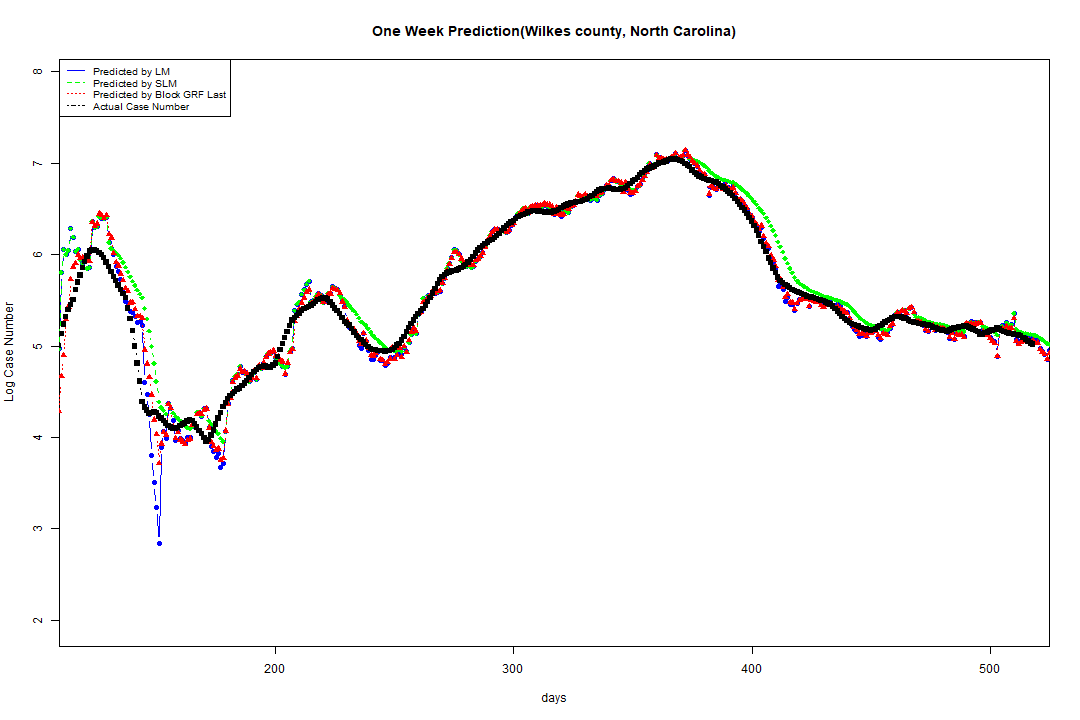 One Week Prediction(Wilkes county, North Carolina)
Predicted by LM
Predicted by SLM
Predicted by Block GRF Last
Actual Case Number
8
7
6
5
4
3
2
Log Case Number
200 300 400 500
days